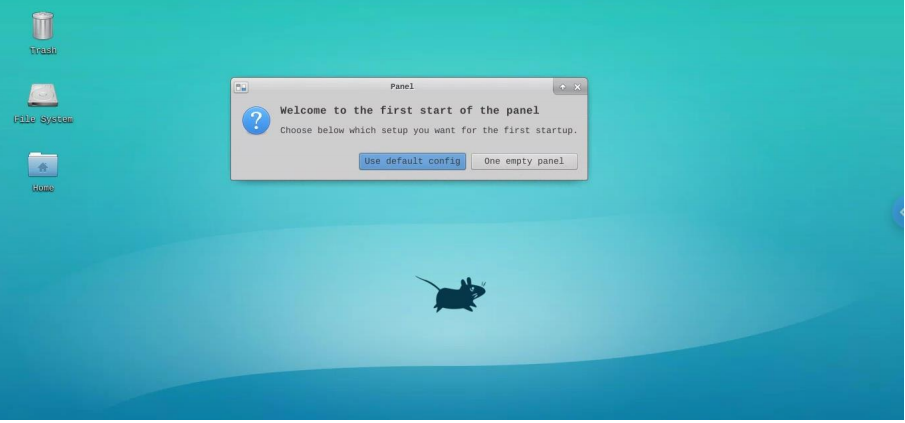 Trash
File System
Home
Panel
Welcome to the first start of the panel
Choose below which setup you want for the first startup.
Use default config
One empty panel